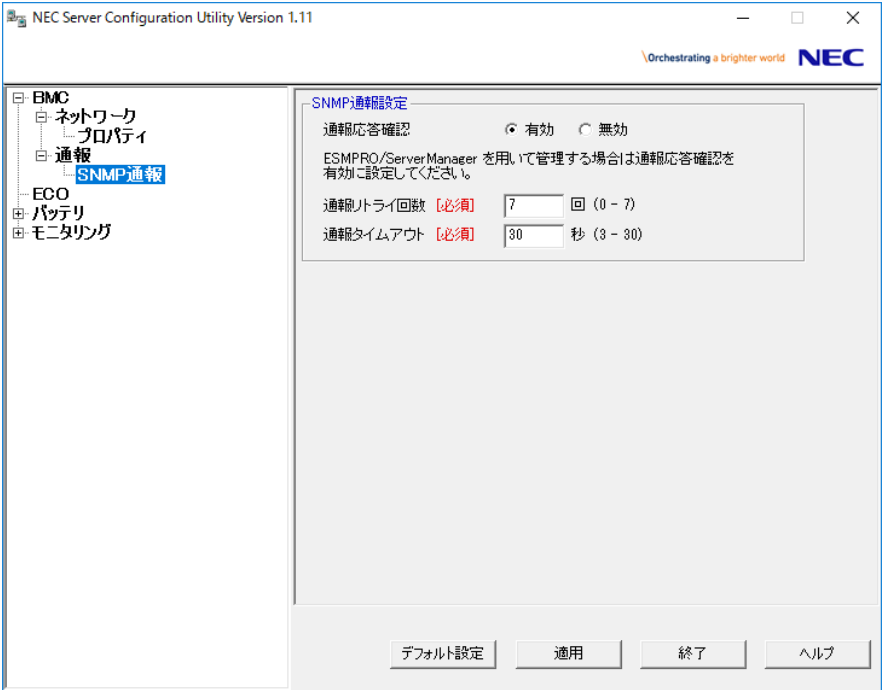 NEC Server Configuration Utility Version 1.11
\Orchestrating a brighter world NEC
BMC
ネットワーク
プロパティ
通報
SNMP通報
ECO
バッテリ
モニタリング
SNMP通報設定
通報応答確認 有効 無効
ESMPRO/ServerManager を用いて管理する場合は通報応答確認を
有効に設定してください。
通報リトライ回数 [必須] 7 回 (0 - 7)
通報タイムアウト [必須] 30 秒 (3 - 30)
デフォルト設定 適用 終了 ヘルプ